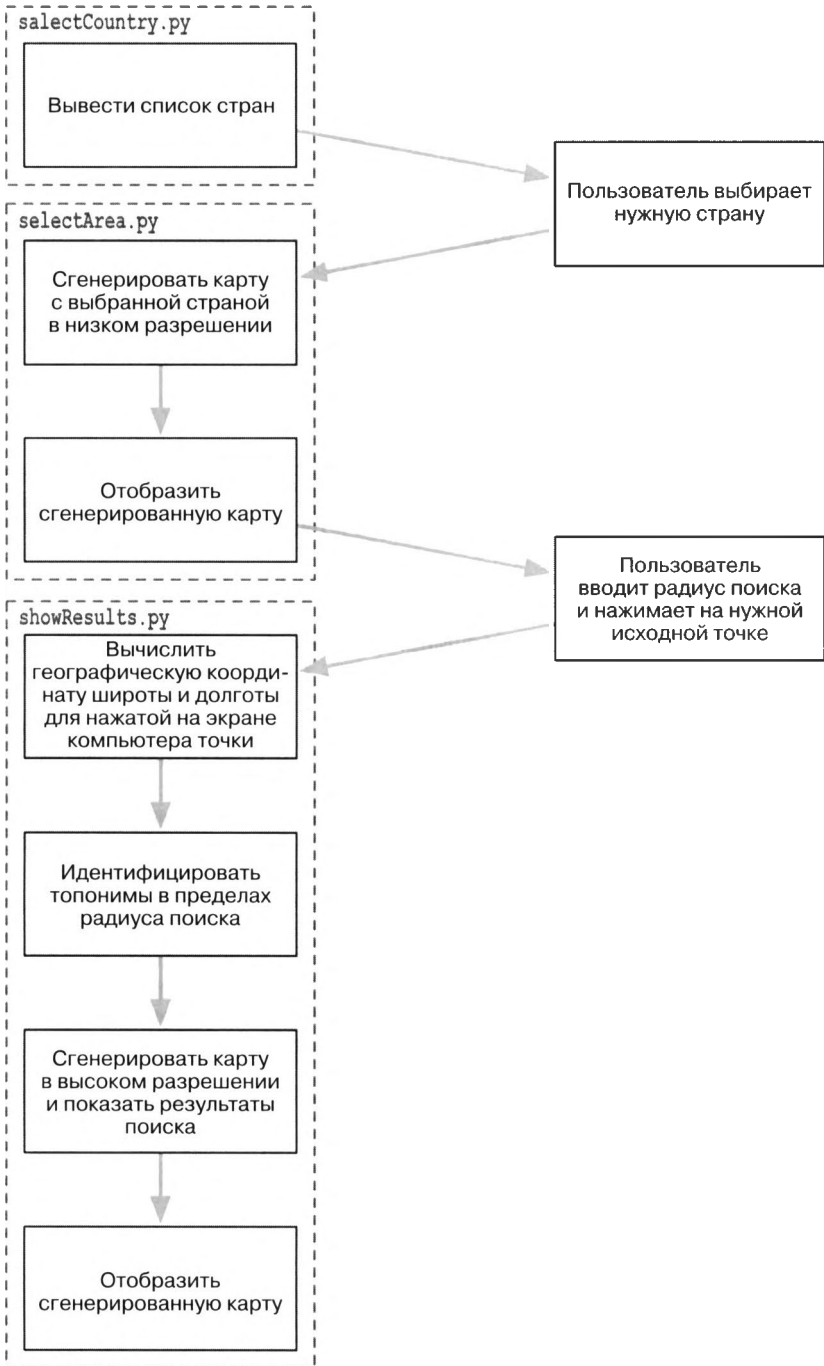 salectCountry.py
Вывести список стран
Пользователь выбирает
нужную страну
selectArea.py
Сгенерировать карту
с выбранной страной
в низком разрешении
Отобразить
сгенерированную карту
Пользователь
вводит радиус поиска
и нажимает на нужной
исходной точке
showResults.py
Вычислить
географическую коорди-
нату широты и долготы
для нажатой на экране
компьютера точки
Идентифицировать
топонимы в пределах
радиуса поиска
Сгенерировать карту
в высоком разрешении
и показать результаты
поиска
Отобразить
сгенерированную карту